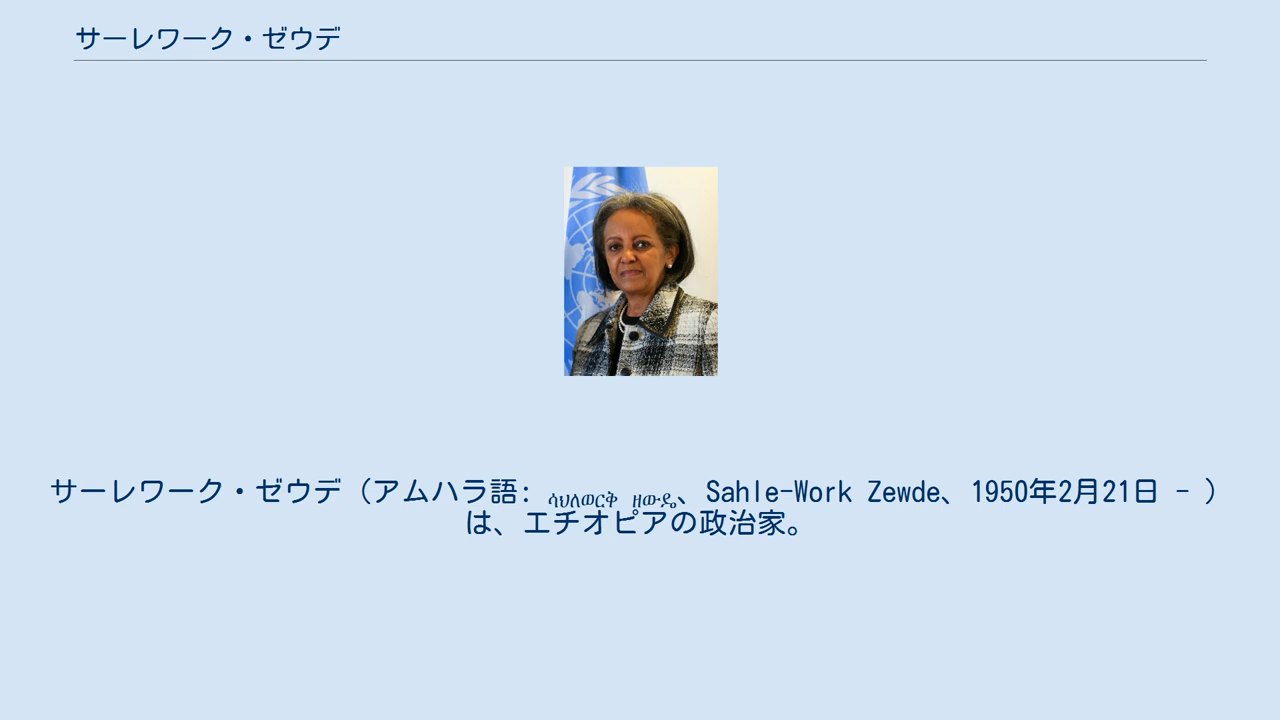 サーレワーク・ゼウデ
サーレワーク・ゼウデ（アムハラ語: ሳህለወርቅ ዘውዴ、Sahle-Work Zewde、1950年2月21日 - ）
は、エチオピアの政治家。